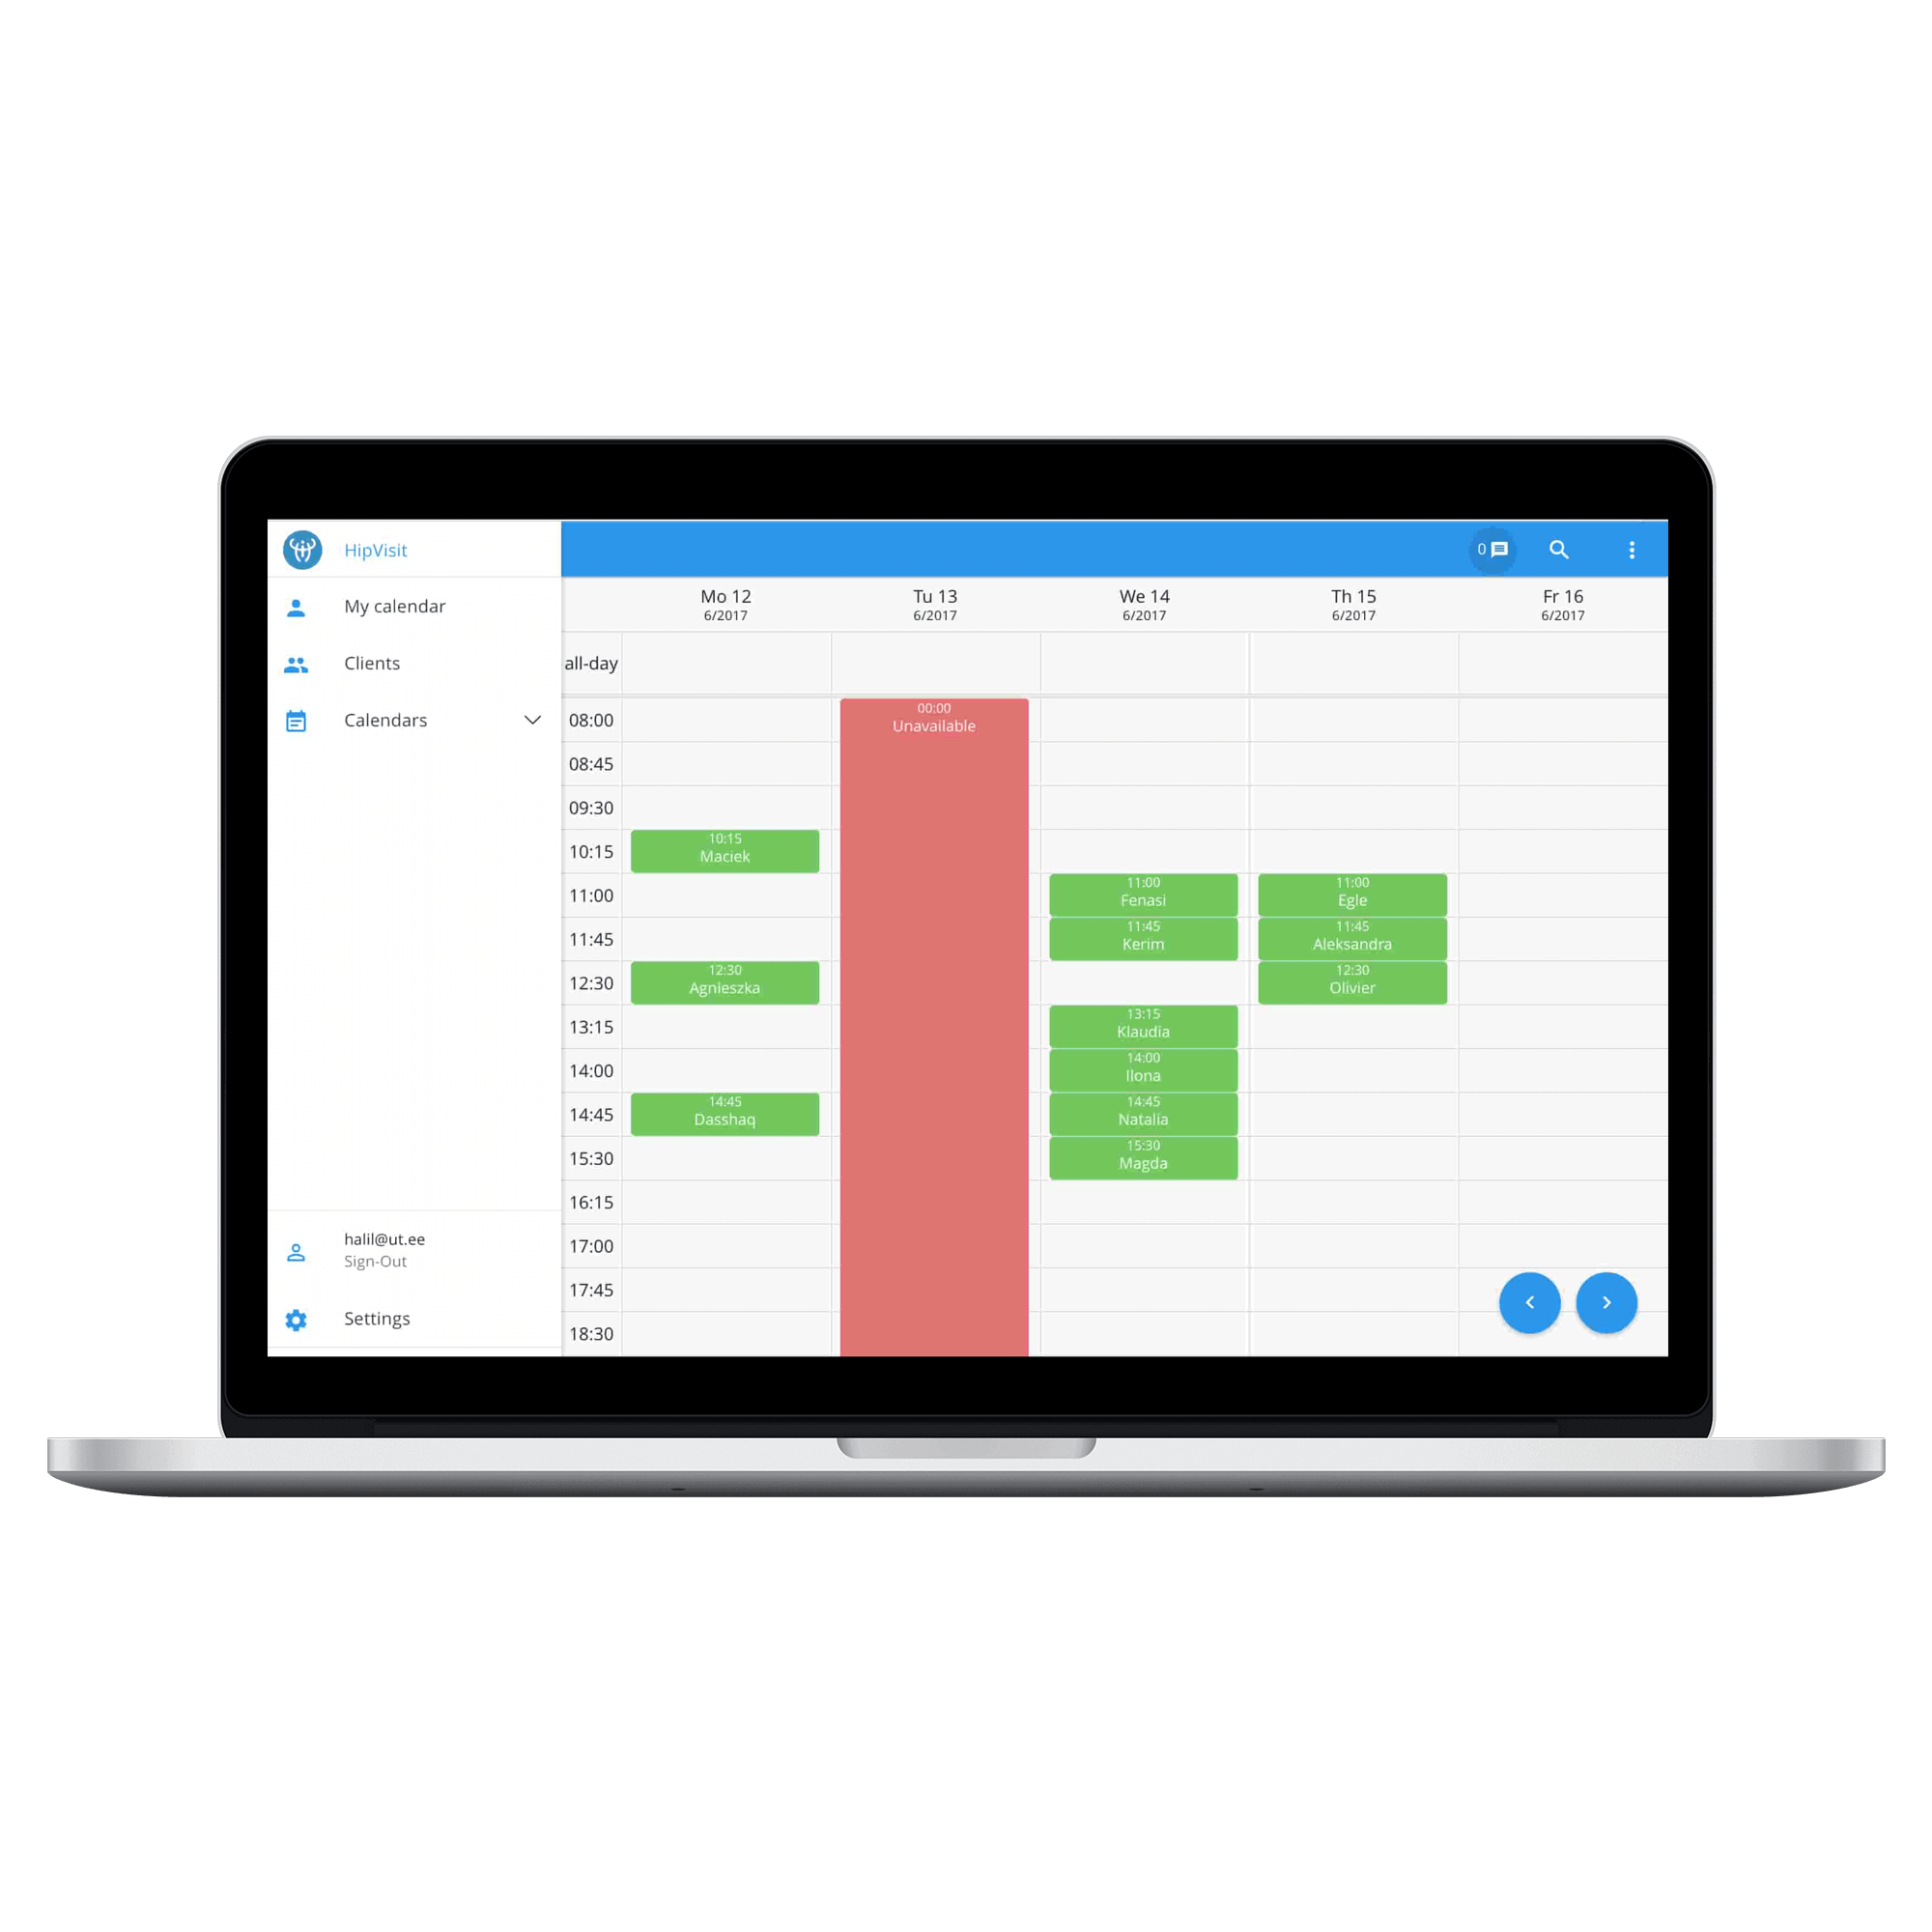 HipVisit
My calendar
Clients
Calendars
halil@ut.ee
Sign-Out
Settings
0
Mo 12
6/2017
Tu 13
6/2017
We 14
6/2017
Th 15
6/2017
Fr 16
6/2017
all-day
08:00
08:45
09:30
10:15
11:00
11:45
12:30
13:15
14:00
14:45
15:30
16:15
17:00
17:45
18:30
10:15
Maciek
12:30
Agnieszka
14:45
Dasshaq
00:00
Unavailable
11:00
Fenasi
11:45
Kerim
13:15
Klaudia
14:00
Ilona
14:45
Natalia
15:30
Magda
11:00
Egle
11:45
Aleksandra
12:30
Olivier